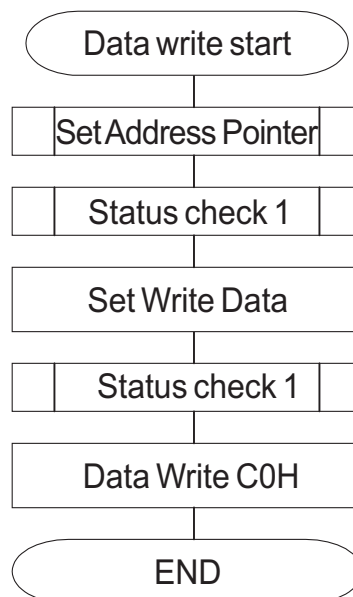 Data write start
Set Address Pointer
Status check 1
Set Write Data
Status check 1
Data Write C0H
END